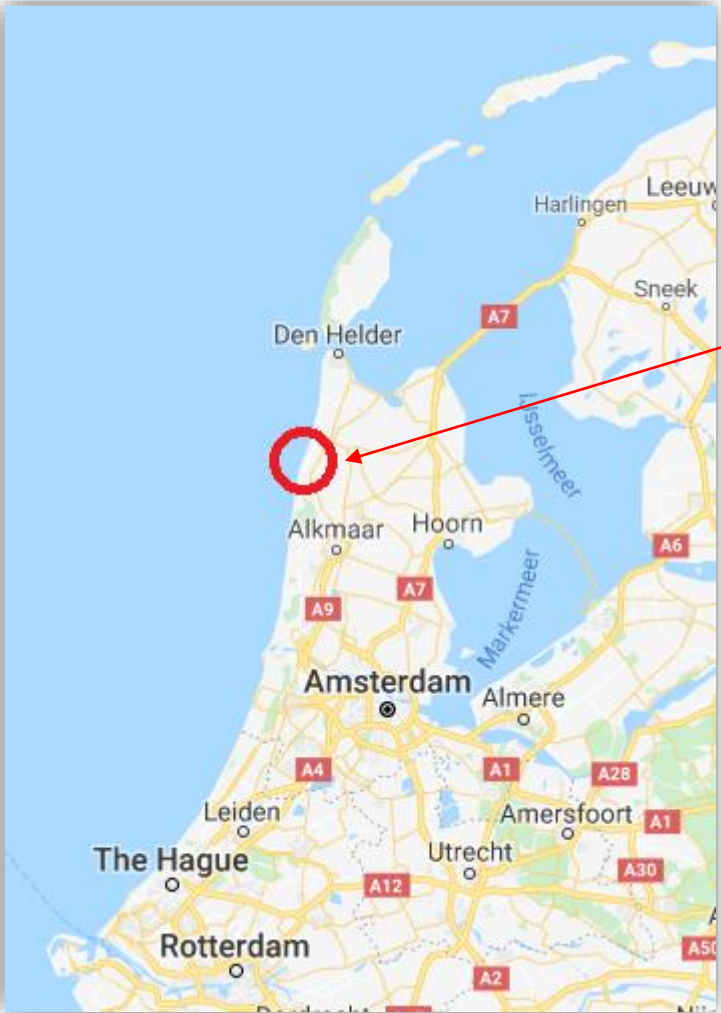 Leeuw
Harlingen
Sneek
A7
Den Helder
IJsselmeer
Alkmaar
Hoorn
A6
A7
A9
Markermeer
Amsterdam
Almere
A4
A1
A28
Leiden
Amersfoort
A1
The Hague
Utrecht
A30
A12
Rotterdam
A50
A2